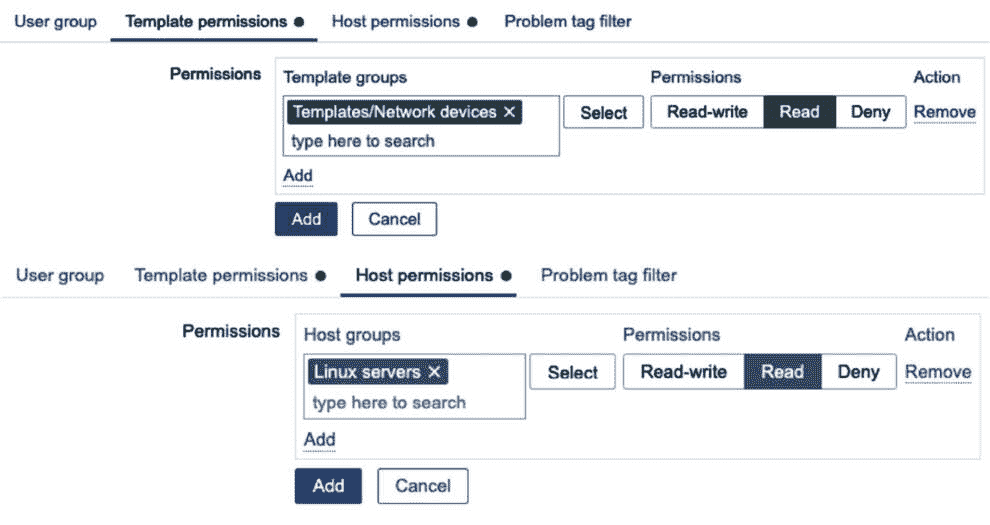 User group Template permissions Host permissions Problem tag filter
Permissions Template groups Permissions Action
Templates/Network devices × Select Read-write Read Deny Remove
type here to search
Add
Add Cancel
User group Template permissions Host permissions Problem tag filter
Permissions Host groups Permissions Action
Linux servers × Select Read-write Read Deny Remove
type here to search
Add
Add Cancel